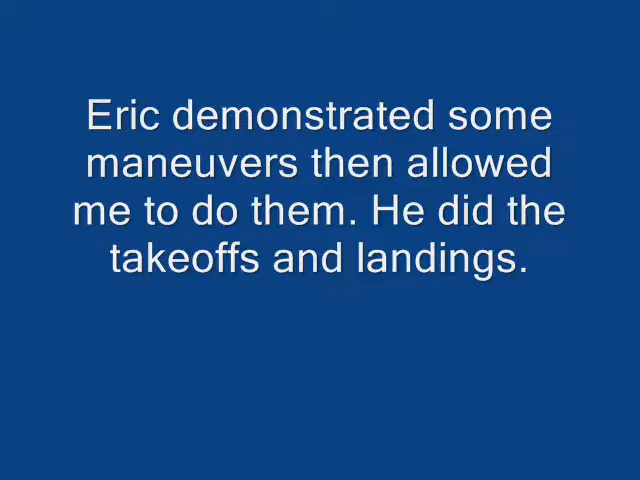 Eric demonstrated some
maneuvers then allowed
me to do them. He did the
takeoffs and landings.